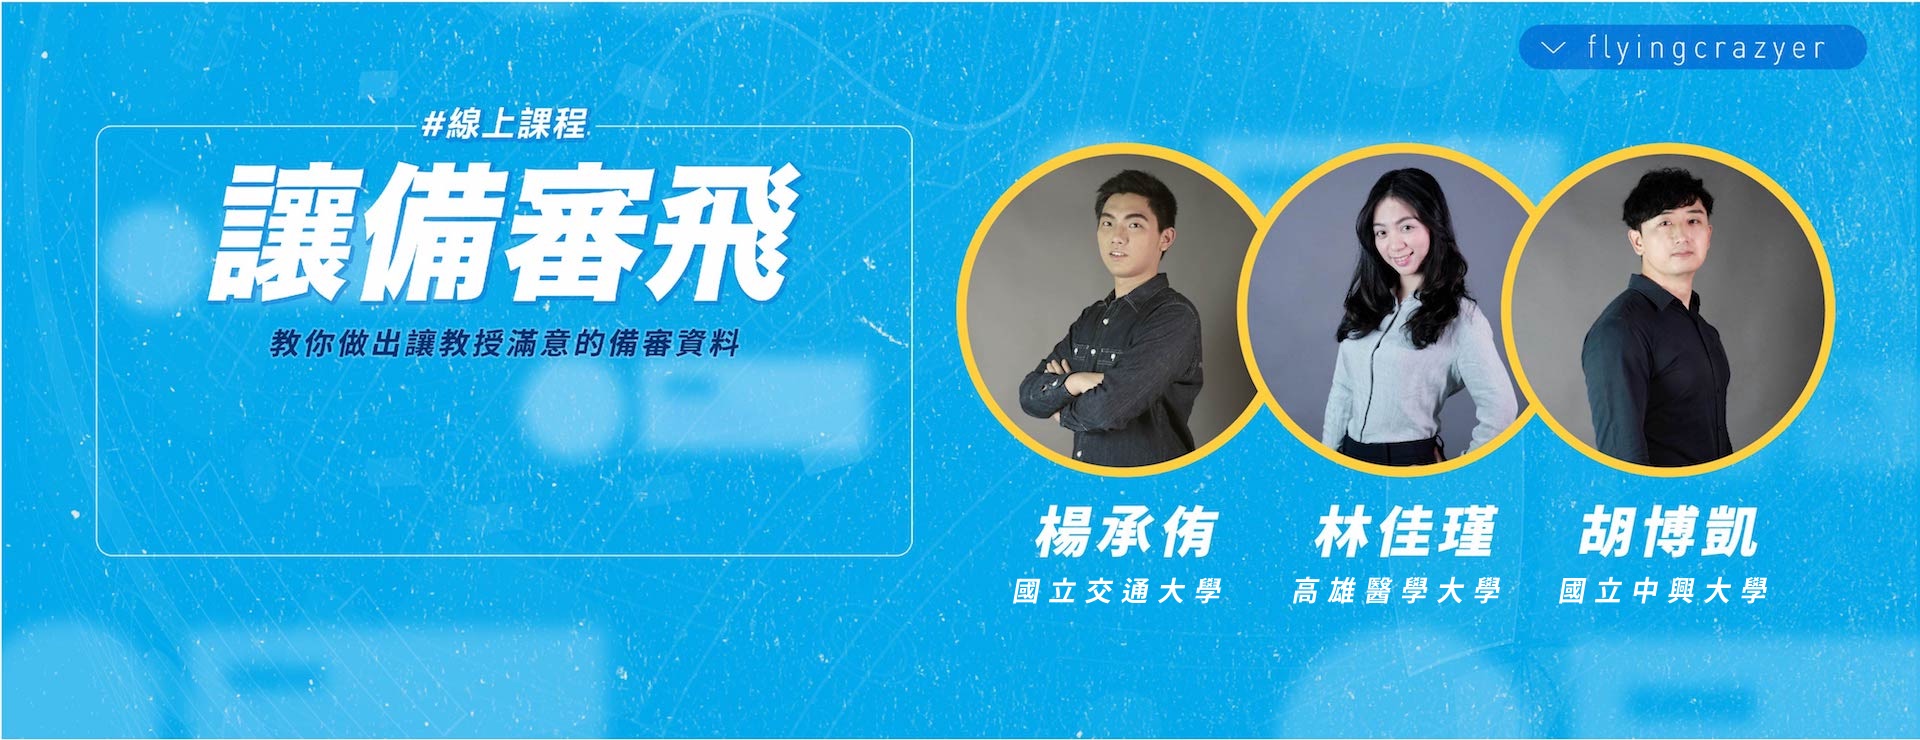 flyingcrazyer
#線上課程
讓備審飛
教你做出讓教授滿意的備審資料
楊承侑
國立交通大學
林佳瑾
高雄醫學大學
胡博凱
國立中興大學